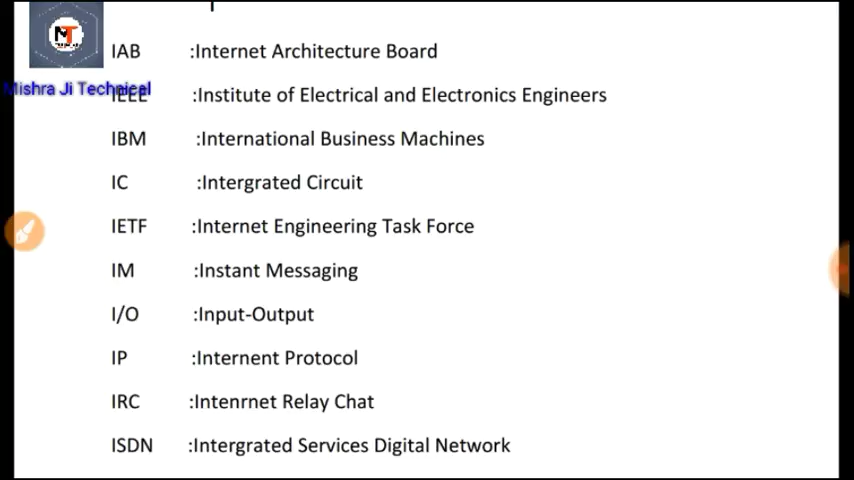 IAB :Internet Architecture Board
Mishra Ji Technical
IEEE :Institute of Electrical and Electronics Engineers
IBM :International Business Machines
IC :Intergrated Circuit
IETF :Internet Engineering Task Force
IM :Instant Messaging
I/O :Input-Output
IP :Internent Protocol
IRC :Intenrnet Relay Chat
ISDN :Intergrated Services Digital Network